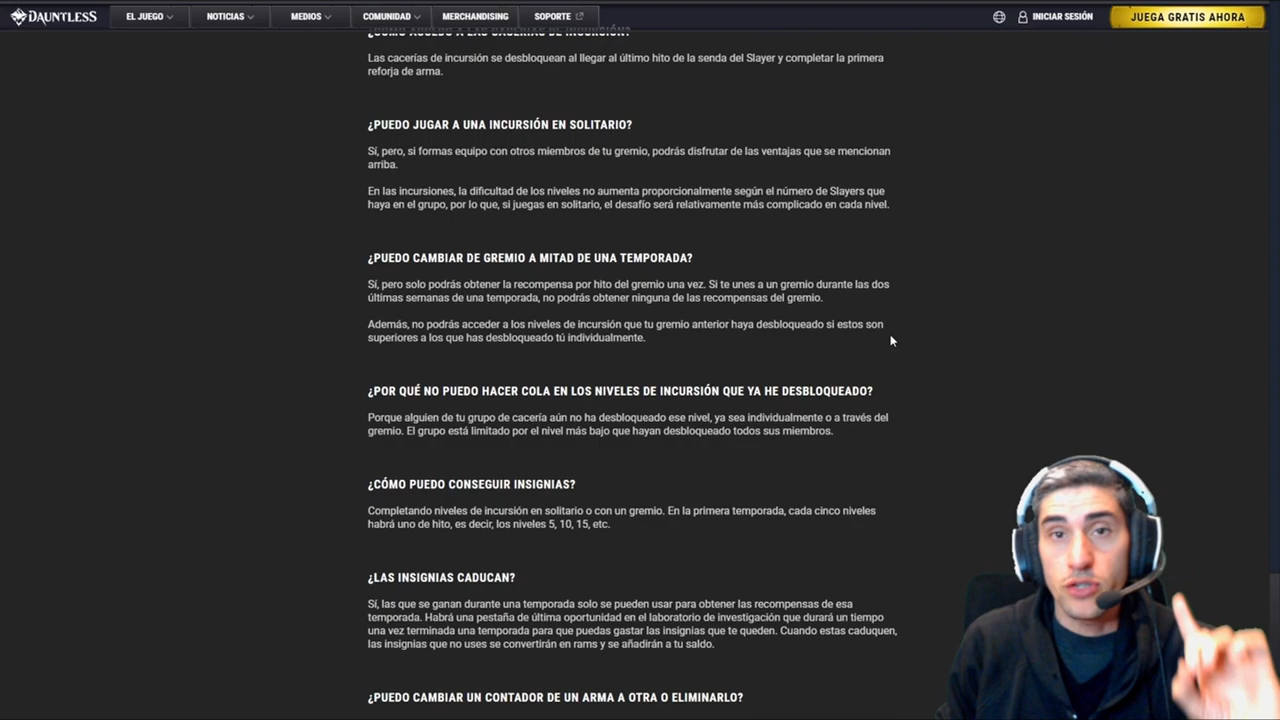 DAUNTLESS
EL JUEGO
NOTICIAS
MEDIOS
COMUNIDAD
MERCHANDISING
SOPORTE
INICIAR SESIÓN
JUEGA GRATIS AHORA
¿CÓMO ACCEDO A LAS CACERÍAS DE INCURSIÓN?
Las cacerías de incursión se desbloquean al llegar al último hito de la senda del Slayer y completar la primera
reforja de arma.
¿PUEDO JUGAR A UNA INCURSIÓN EN SOLITARIO?
Sí, pero, si formas equipo con otros miembros de tu gremio, podrás disfrutar de las ventajas que se mencionan
arriba.
En las incursiones, la dificultad de los niveles no aumenta proporcionalmente según el número de Slayers que
haya en el grupo, por lo que, si juegas en solitario, el desafío será relativamente más complicado en cada nivel.
¿PUEDO CAMBIAR DE GREMIO A MITAD DE UNA TEMPORADA?
Sí, pero solo podrás obtener la recompensa por hito del gremio una vez. Si te unes a un gremio durante las dos
últimas semanas de una temporada, no podrás obtener ninguna de las recompensas del gremio.
Además, no podrás acceder a los niveles de incursión que tu gremio anterior haya desbloqueado si estos son
superiores a los que has desbloqueado tú individualmente.
¿POR QUÉ NO PUEDO HACER COLA EN LOS NIVELES DE INCURSIÓN QUE YA HE DESBLOQUEADO?
Porque alguien de tu grupo de cacería aún no ha desbloqueado ese nivel, ya sea individualmente o a través del
gremio. El grupo está limitado por el nivel más bajo que hayan desbloqueado todos sus miembros.
¿CÓMO PUEDO CONSEGUIR INSIGNIAS?
Completando niveles de incursión en solitario o con un gremio. En la primera temporada, cada cinco niveles
habrá uno de hito, es decir, los niveles 5, 10, 15, etc.
¿LAS INSIGNIAS CADUCAN?
Sí, las que se ganan durante una temporada solo se pueden usar para obtener las recompensas de esa
temporada. Habrá una pestaña de última oportunidad en el laboratorio de investigación que durará un tiempo
una vez terminada una temporada para que puedas gastar las insignias que te queden. Cuando estas caduquen,
las insignias que no uses se convertirán en rams y se añadirán a tu saldo.
¿PUEDO CAMBIAR UN CONTADOR DE UN ARMA A OTRA O ELIMINARLO?